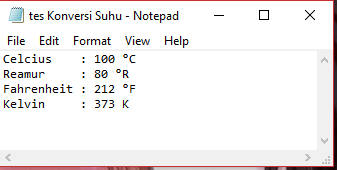 tes Konversi Suhu - Notepad
File Edit Format View Help
Celcius    : 100 °C
Reamur     : 80 °R
Fahrenheit : 212 °F
Kelvin     : 373 K